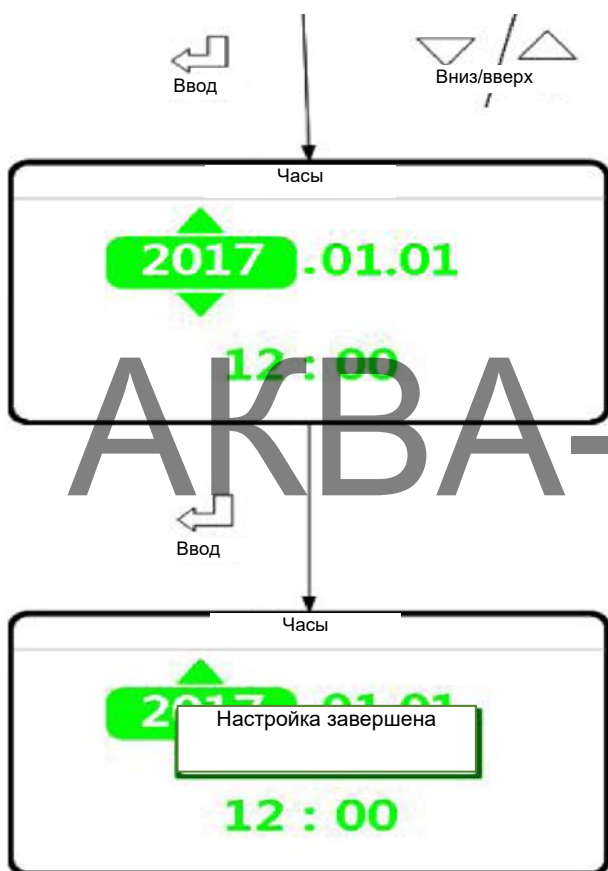 Ввод
Вниз/вверх
Часы
2017.01.01
12 : 00
АКВА-
Ввод
Часы
Настройка завершена
12 : 00